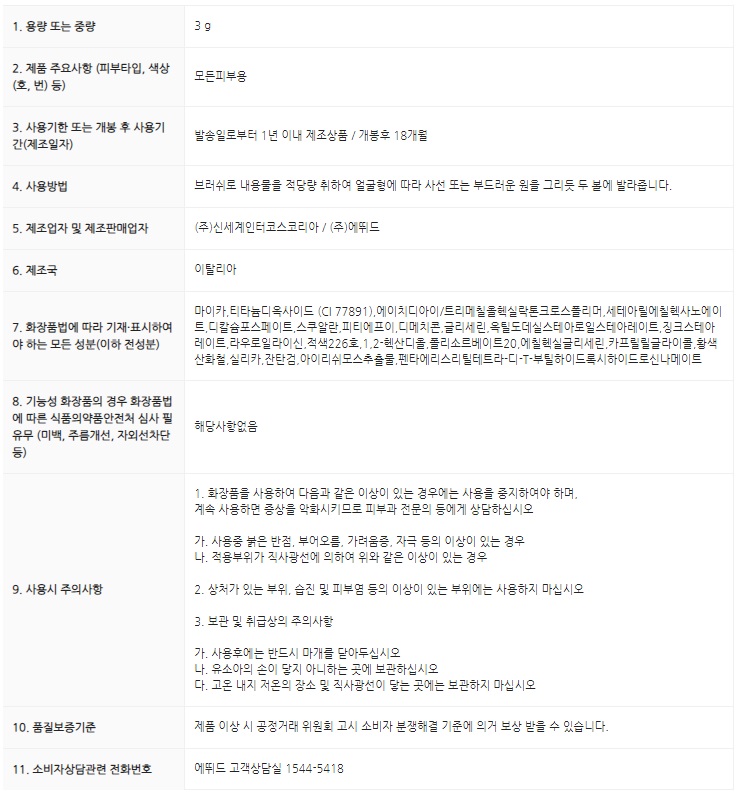 1. 용량 또는 중량
3 g
2. 제품 주요사항 (피부타입, 색상
(호, 번) 등)
모든피부용
3. 사용기한 또는 개봉 후 사용기
간(제조일자)
발송일로부터 1년 이내 제조상품 / 개봉후 18개월
4. 사용방법
브러쉬로 내용물을 적당량 취하여 얼굴형에 따라 사선 또는 부드러운 원을 그리듯 두 볼에 발라줍니다.
5. 제조업자 및 제조판매업자
(주)신세계인터코스코리아 / (주)에뛰드
6. 제조국
이탈리아
7. 화장품법에 따라 기재·표시하여
야 하는 모든 성분(이하 전성분)
마이카,티타늄디옥사이드 (CI 77891),에이치디아이/트리메칠올헥실락톤크로스폴리머,세테아릴에칠헥사노에이
트,디칼슘포스페이트,스쿠알란,피티에프이,디메치콘,글리세린,옥틸도데실스테아로일스테아레이트,징크스테아
레이트,라우로일라이신,적색226호,1,2-헥산디올,폴리소르베이트20,에칠헥실글리세린,카프릴릴글라이콜,황색
산화철,실리카,잔탄검,아이리쉬모스추출물,펜타에리스리틸테트라-디-T-부틸하이드록시하이드로신나메이트
8. 기능성 화장품의 경우 화장품법
에 따른 식품의약품안전처 심사 필
유무 (미백, 주름개선, 자외선차단
등)
해당사항없음
9. 사용시 주의사항
1. 화장품을 사용하여 다음과 같은 이상이 있는 경우에는 사용을 중지하여야 하며,
계속 사용하면 증상을 악화시키므로 피부과 전문의 등에게 상담하십시오
가. 사용중 붉은 반점, 부어오름, 가려움증, 자극 등의 이상이 있는 경우
나. 적용부위가 직사광선에 의하여 위와 같은 이상이 있는 경우
2. 상처가 있는 부위, 습진 및 피부염 등의 이상이 있는 부위에는 사용하지 마십시오
3. 보관 및 취급상의 주의사항
가. 사용후에는 반드시 마개를 닫아두십시오
나. 유소아의 손이 닿지 아니하는 곳에 보관하십시오
다. 고온 내지 저온의 장소 및 직사광선이 닿는 곳에는 보관하지 마십시오
10. 품질보증기준
제품 이상 시 공정거래 위원회 고시 소비자 분쟁해결 기준에 의거 보상 받을 수 있습니다.
11. 소비자상담관련 전화번호
에뛰드 고객상담실 1544-5418